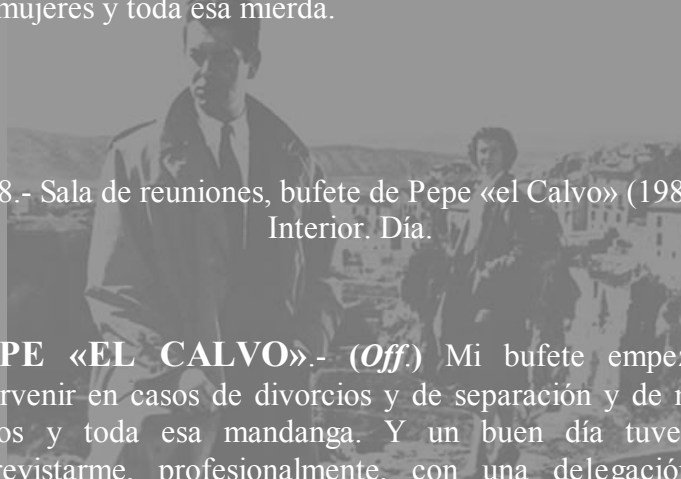 mujeres y toda esa mierda.
8.- Sala de reuniones, bufete de Pepe «el Calvo» (198
Interior. Día.
PE «EL CALVO».- (Off.) Mi bufete empez
rvenir en casos de divorcios y de separación y de m
os y toda esa mandanga. Y un buen día tuve
revistarme, profesionalmente, con una delegación